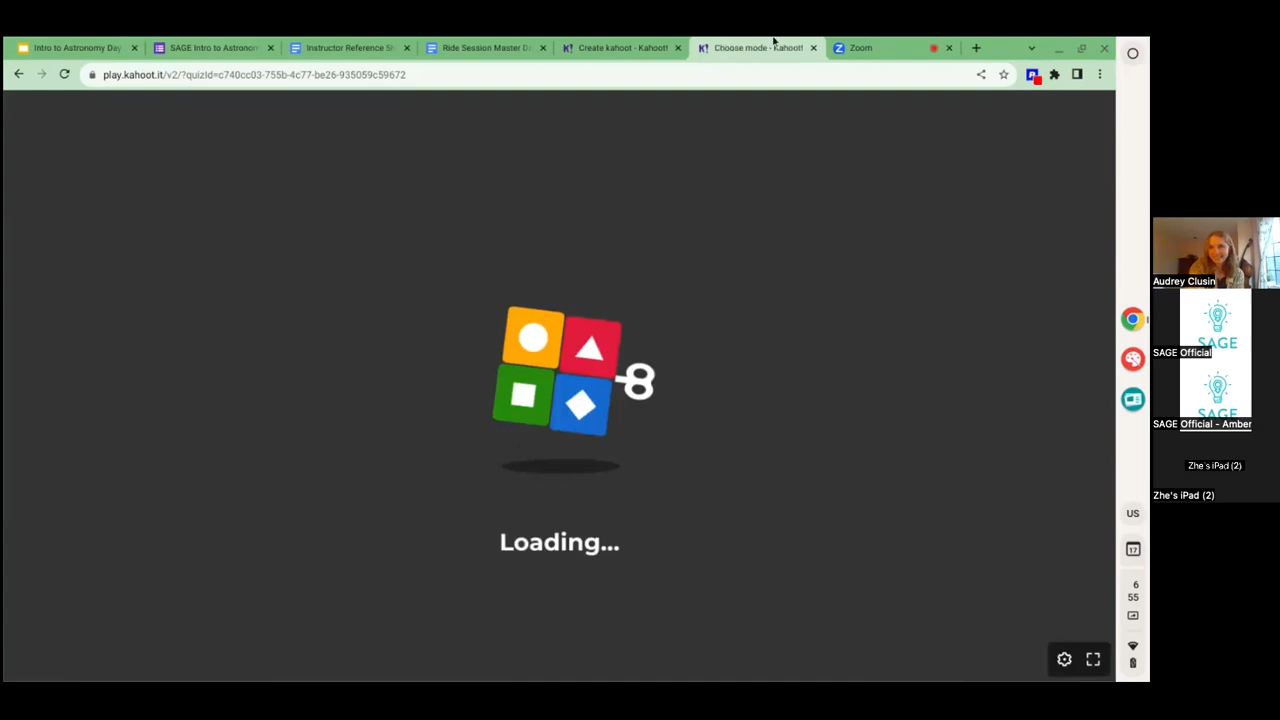 Intro to Astronomy Day
SAGE Intro to Astronom
Instructor Reference Sh
Ride Session Master D
Create kahoot - Kahoot!
Choose mode - Kahoot!
Zoom
play.kahoot.it/v2/?quizId=c740cc03-755b-4c77-be26-935059c59672
Loading...
Audrey Clusin
SAGE
SAGE Official
SAGE
SAGE Official - Amber
Zhe's iPad (2)
Zhe's iPad (2)
US
17
6
55